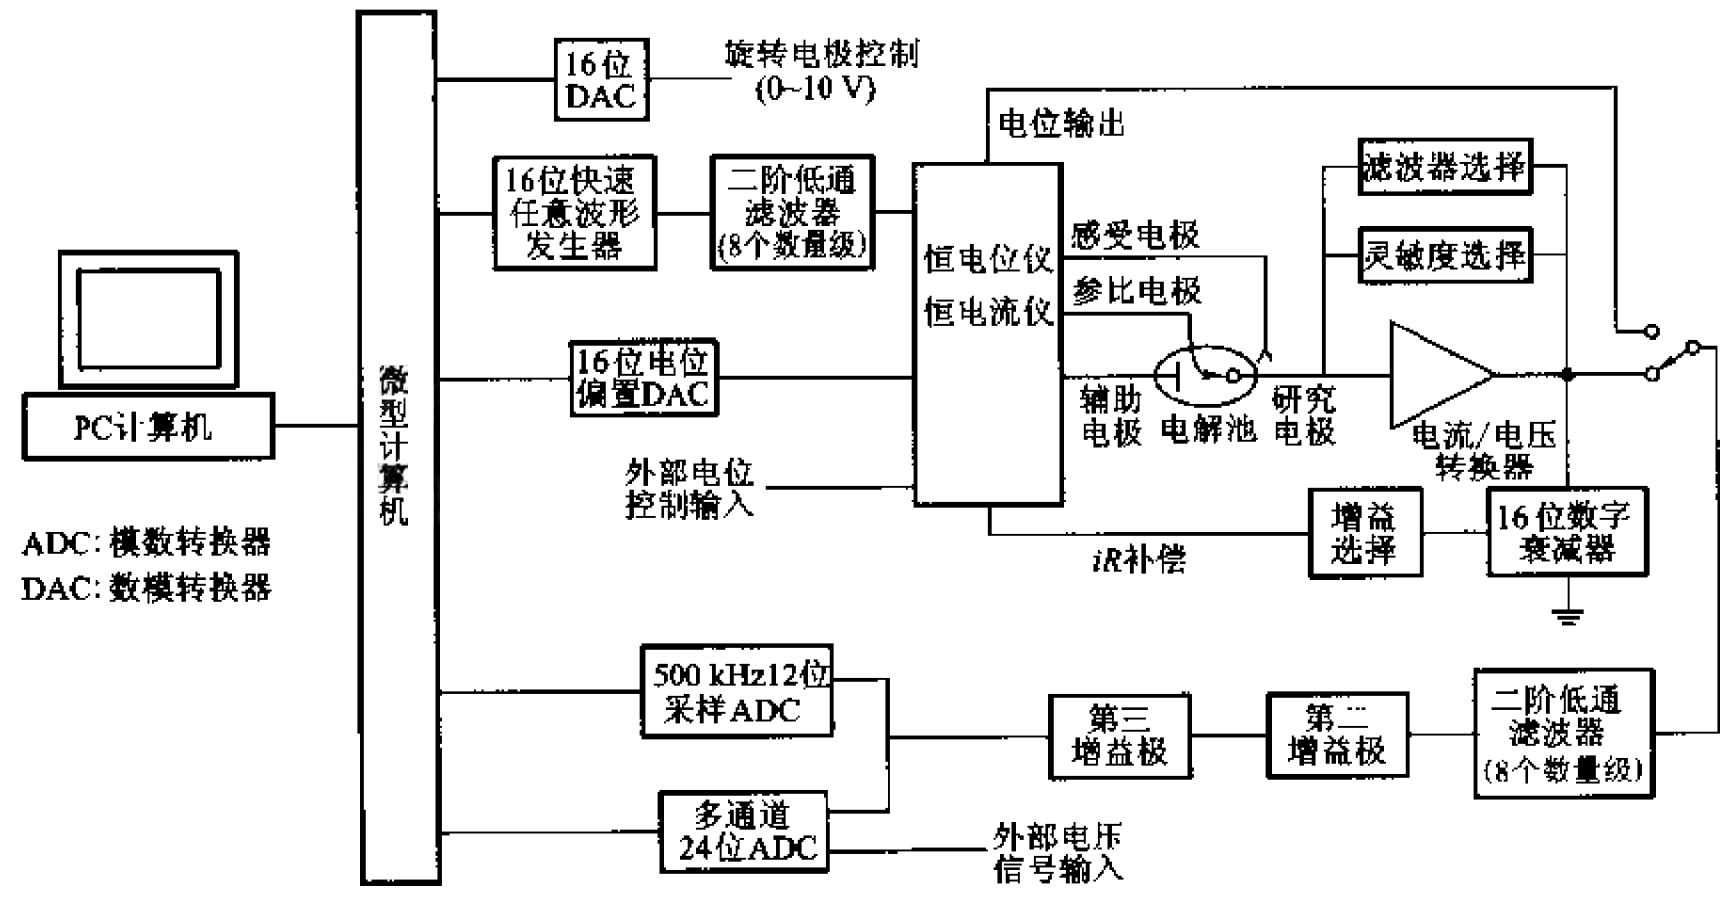 16位
DAC
旋转电极控制
(0~10 V)
电位输出
16位快速
任意波形
发生器
二阶低通
滤波器
(8个数量级)
恒电位仪
恒电流仪
感受电极
参比电极
滤波器选择
灵敏度选择
16位电位
偏置DAC
辅助
电极
电解池
研究
电极
电流/电压
转换器
PC计算机
微型计算机
外部电位
控制输入
iR补偿
增益
选择
16位数字
衰减器
ADC: 模数转换器
DAC: 数模转换器
500 kHz12位
采样ADC
第三
增益极
第二
增益极
二阶低通
滤波器
(8个数量级)
多通道
24位ADC
外部电压
信号输入